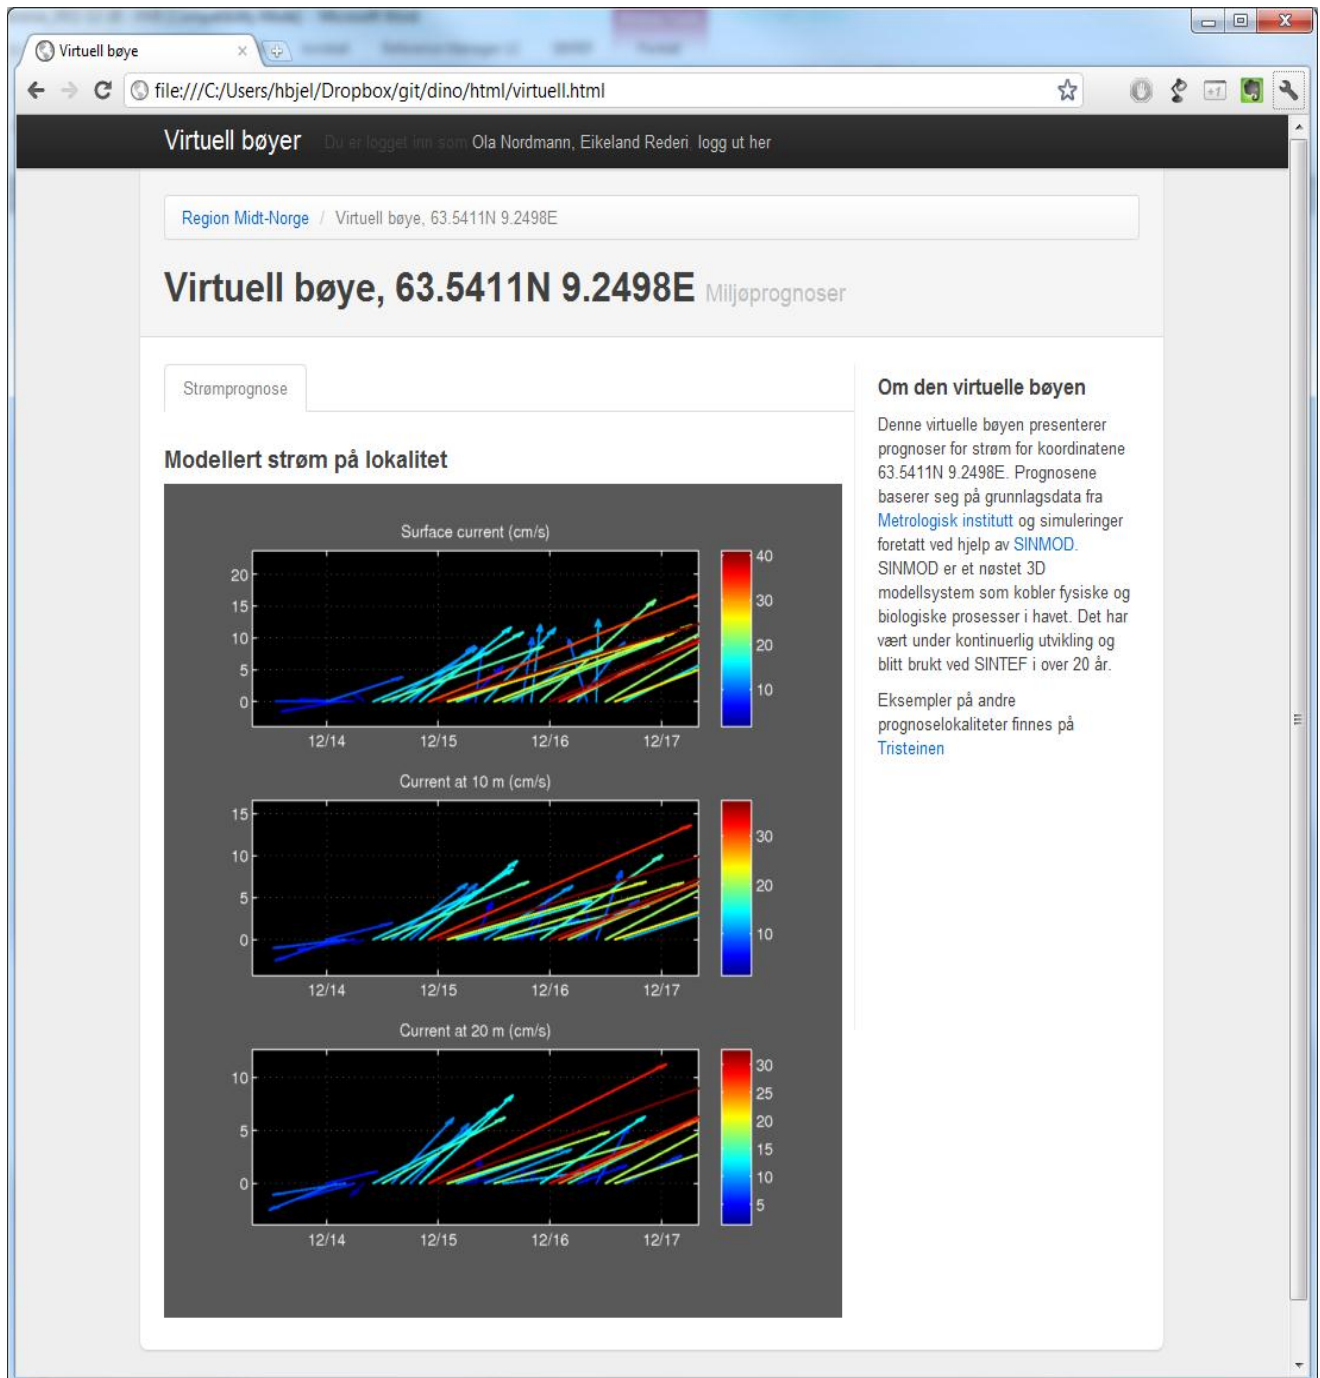 Virtuell bøye
file:///C:/Users/hbjel/Dropbox/git/dino/html/virtuell.html
Virtuell bøyer Du er logget inn som Ola Nordmann, Eikeland Rederi, logg ut her
Region Midt-Norge / Virtuell bøye, 63.5411N 9.2498E
Virtuell bøye, 63.5411N 9.2498E Miljøprognoser
Strømprognose
Modellert strøm på lokalitet
Surface current (cm/s)
20
15
10
5
0
12/14 12/15 12/16 12/17
40
30
20
10
Current at 10 m (cm/s)
15
10
5
0
12/14 12/15 12/16 12/17
30
20
10
Current at 20 m (cm/s)
10
5
0
12/14 12/15 12/16 12/17
30
25
20
15
10
5
Om den virtuelle bøyen
Denne virtuelle bøyen presenterer
prognoser for strøm for koordinatene
63.5411N 9.2498E. Prognosene
baserer seg på grunnlagsdata fra
Metrologisk institutt og simuleringer
foretatt ved hjelp av SINMOD.
SINMOD er et nøstet 3D
modellsystem som kobler fysiske og
biologiske prosesser i havet. Det har
vært under kontinuerlig utvikling og
blitt brukt ved SINTEF i over 20 år.
Eksempler på andre
prognoselokaliteter finnes på
Tristeinen